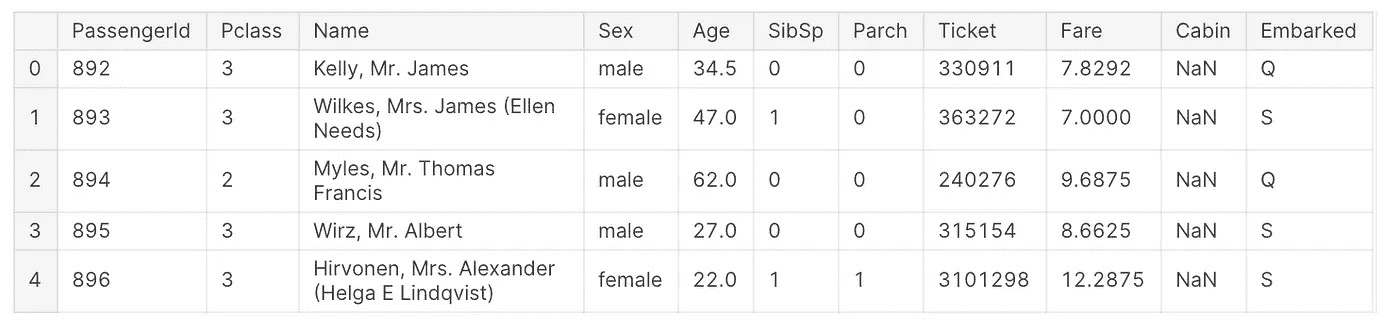 PassengerId Pclass Name Sex Age SibSp Parch Ticket Fare Cabin Embarked
0 892 3 Kelly, Mr. James male 34.5 0 0 330911 7.8292 NaN Q
1 893 3 Wilkes, Mrs. James (Ellen
Needs) female 47.0 1 0 363272 7.0000 NaN S
2 894 2 Myles, Mr. Thomas
Francis male 62.0 0 0 240276 9.6875 NaN Q
3 895 3 Wirz, Mr. Albert male 27.0 0 0 315154 8.6625 NaN S
4 896 3 Hirvonen, Mrs. Alexander
(Helga E Lindqvist) female 22.0 1 1 3101298 12.2875 NaN S